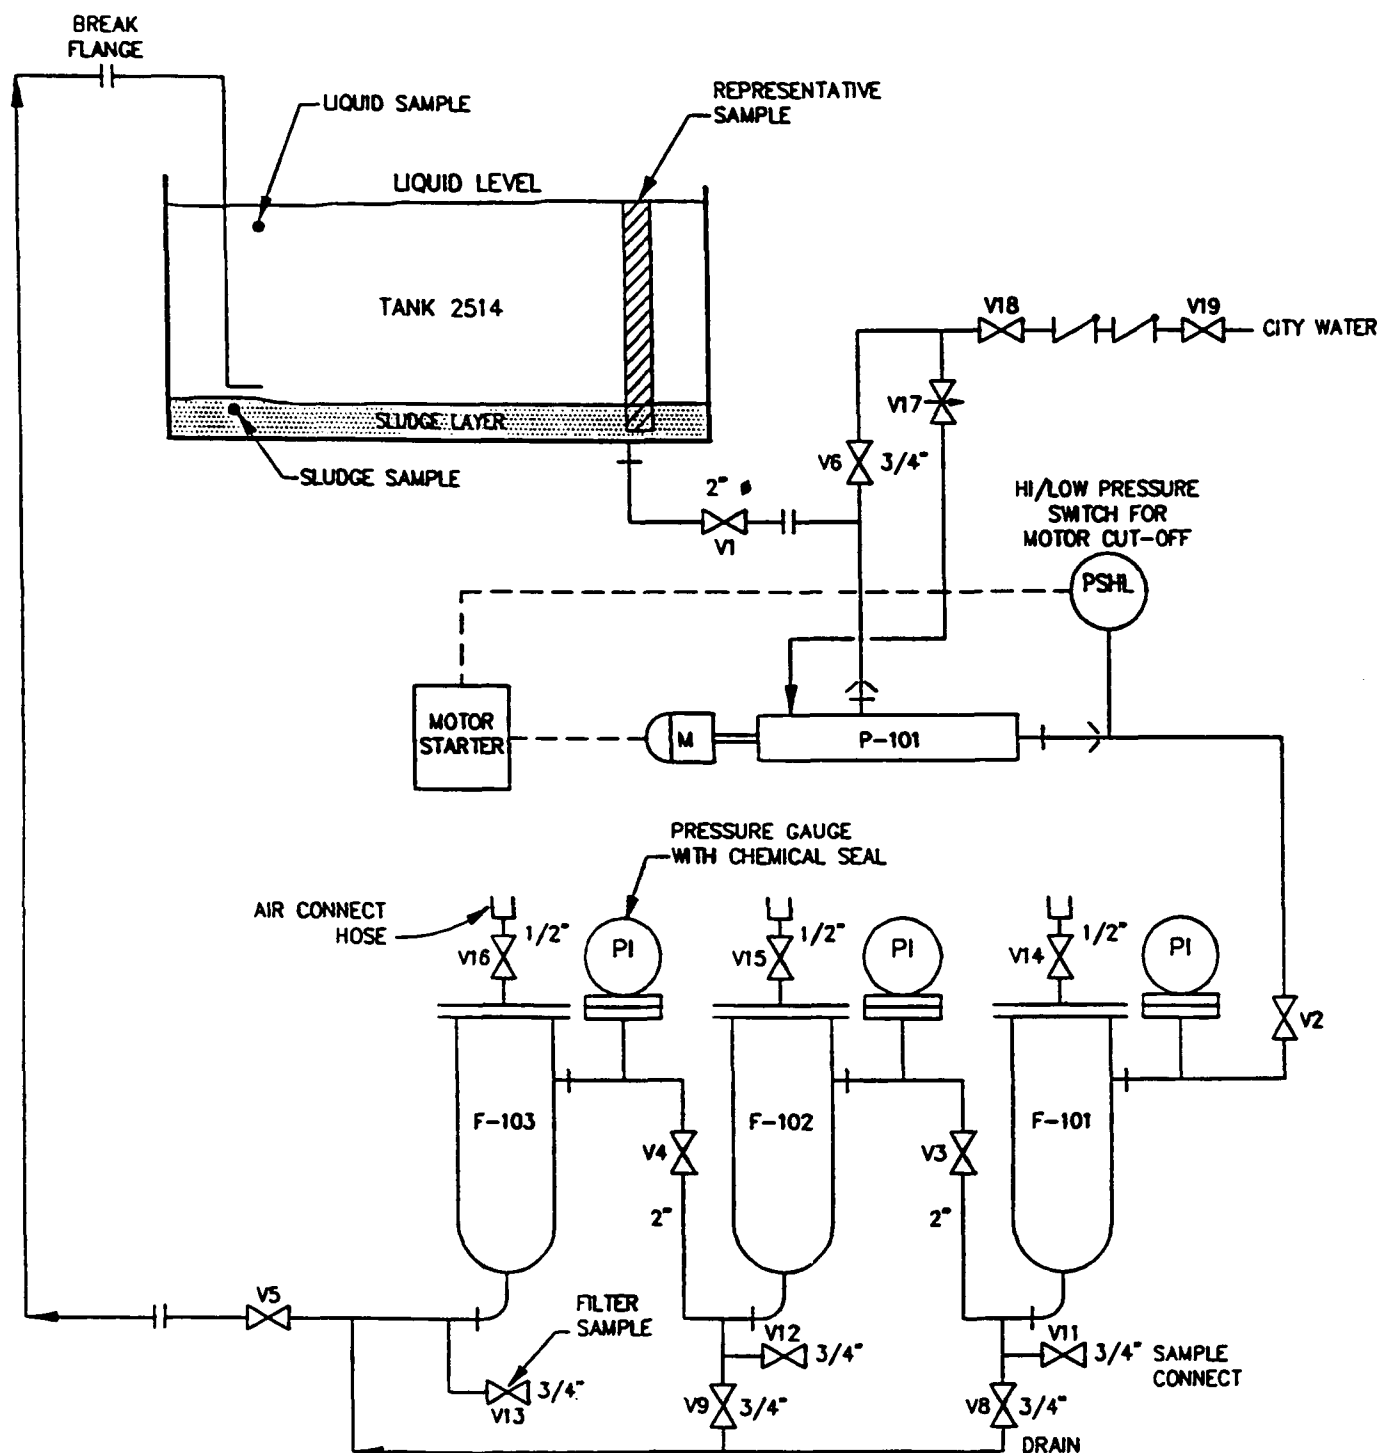 BREAK
FLANGE
LIQUID SAMPLE
REPRESENTATIVE
SAMPLE
LIQUID LEVEL
TANK 2514
SLUDGE LAYER
SLUDGE SAMPLE
V18
V19
CITY WATER
V17
V6
3/4"
2" ø
V1
HI/LOW PRESSURE
SWITCH FOR
MOTOR CUT-OFF
PSHL
MOTOR
STARTER
M
P-101
PRESSURE GAUGE
WITH CHEMICAL SEAL
AIR CONNECT
HOSE
V16
1/2"
PI
V15
1/2"
PI
V14
1/2"
PI
V2
F-103
V4
2"
F-102
V3
2"
F-101
V5
FILTER
SAMPLE
V13
3/4"
V12
3/4"
V9
3/4"
V11
3/4"
SAMPLE
CONNECT
V8
3/4"
DRAIN